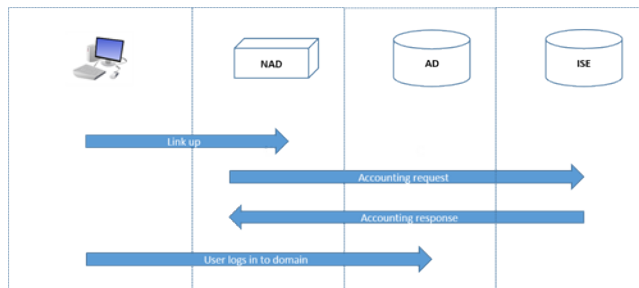 NAD
AD
ISE
Link up
Accounting request
Accounting response
User logs in to domain